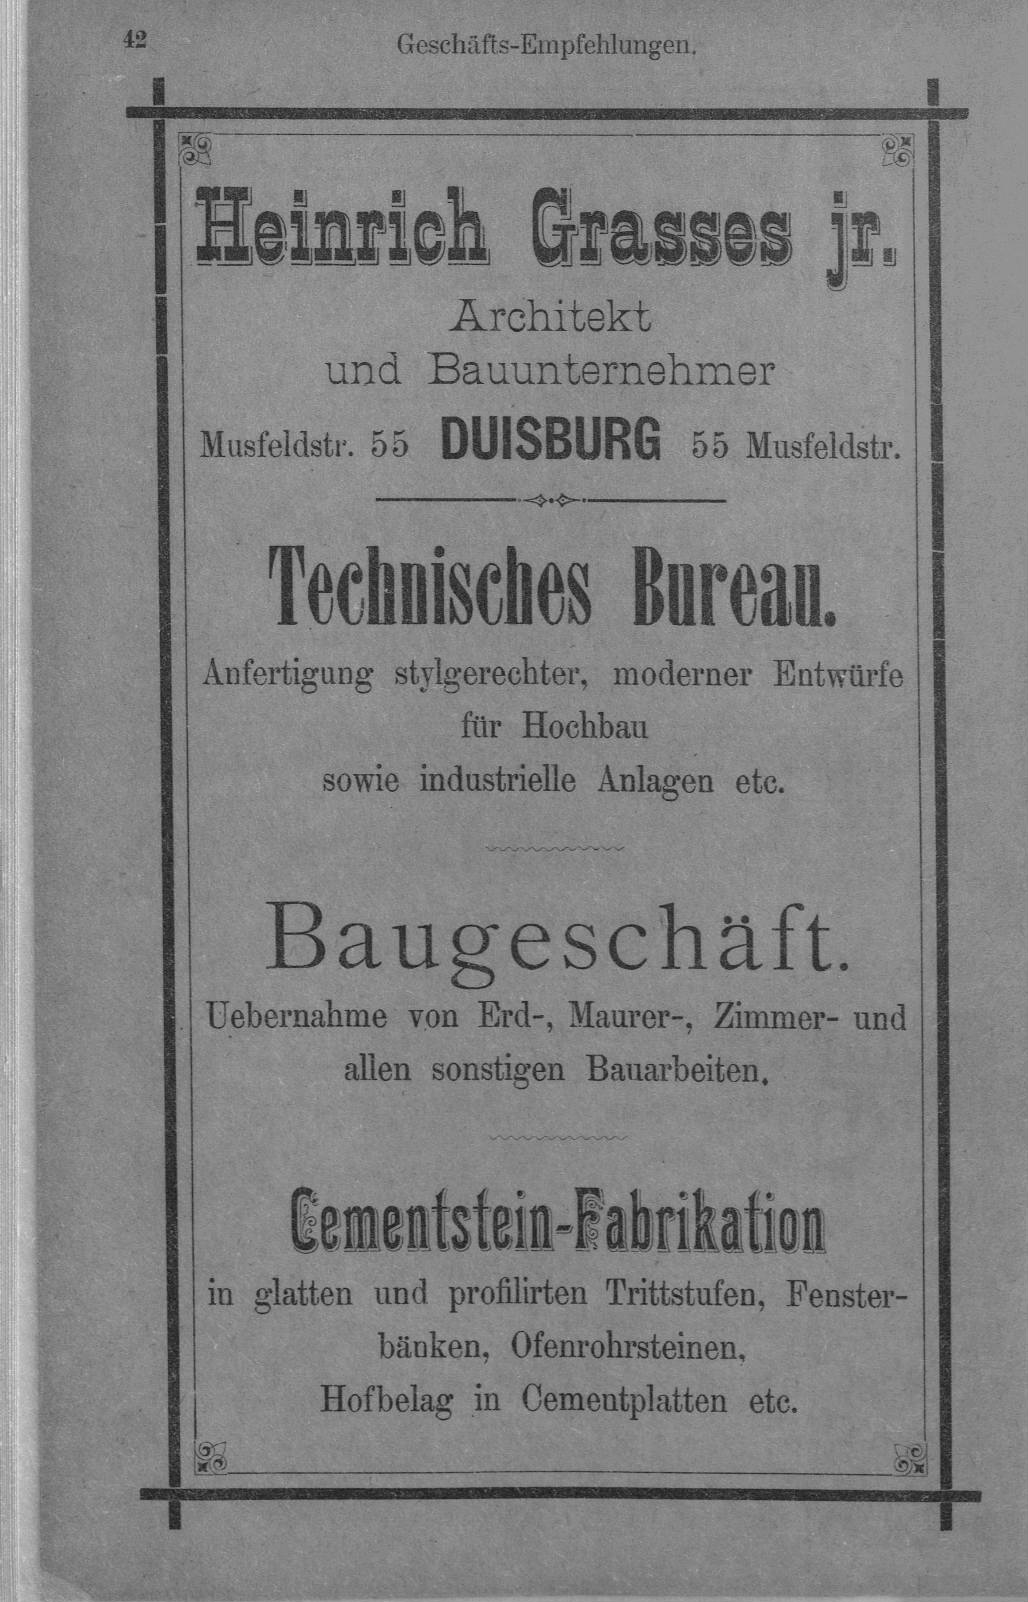 42
Geschäfts-Empfehlungen.
Heinrich Grasses jr.
Architekt
und Bauunternehmer
Musfeldstr. 55 DUISBURG 55 Musfeldstr.
Technisches Bureau.
Anfertigung stylgerechter, moderner Entwürfe
für Hochbau
sowie industrielle Anlagen etc.
Baugeschäft.
Uebernahme von Erd-, Maurer-, Zimmer- und
allen sonstigen Bauarbeiten.
Cementstein-Fabrikation
in glatten und profilirten Trittstufen, Fenster-
bänken, Ofenrohrsteinen,
Hofbelag in Cementplatten etc.